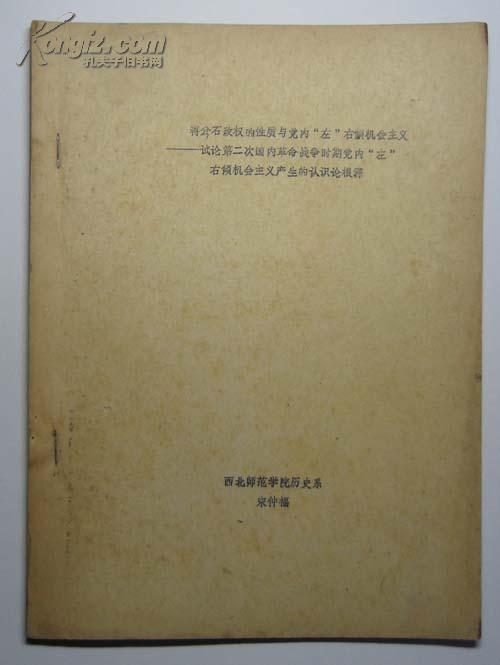 Kongfz.com
孔夫子旧书网
蒋介石政权的性质与党内“左”右倾机会主义
——试论第二次国内革命战争时期党内“左”
右倾机会主义产生的认识论根源
西北师范学院历史系
宋仲福